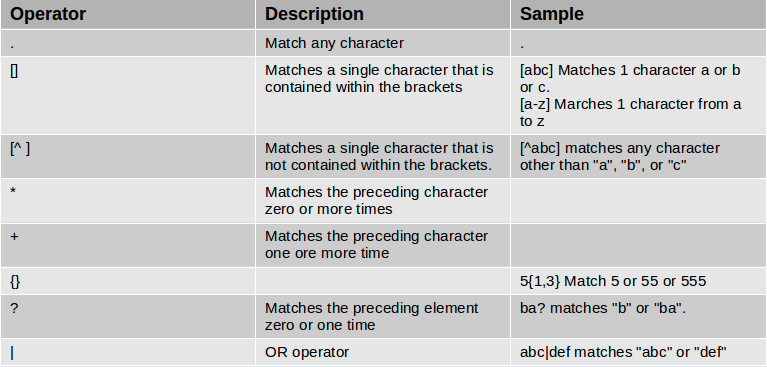 Operator Description Sample
. Match any character .
[] Matches a single character that is [abc] Matches 1 character a or b
contained within the brackets or c.
[a-z] Marches 1 character from a
to z
[^ ] Matches a single character that is [^abc] matches any character
not contained within the brackets. other than "a", "b", or "c"
* Matches the preceding character
zero or more times
+ Matches the preceding character
one ore more time
{} 5{1,3} Match 5 or 55 or 555
? Matches the preceding element ba? matches "b" or "ba".
zero or one time
| OR operator abc|def matches "abc" or "def"